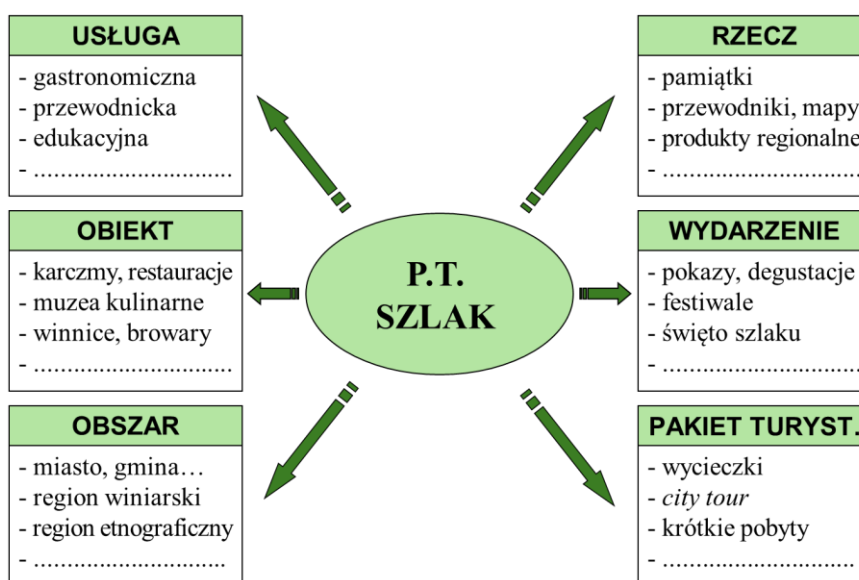 USŁUGA
- gastronomiczna
- przewodnicka
- edukacyjna
- ..............................
OBIEKT
- karczmy, restauracje
- muzea kulinarne
- winnice, browary
- ..............................
OBSZAR
- miasto, gmina…
- region winiarski
- region etnograficzny
- .............................
P.T.
SZLAK
RZECZ
- pamiątki
- przewodniki, mapy
- produkty regionalne
- ..............................
WYDARZENIE
- pokazy, degustacje
- festiwale
- święto szlaku
- ..............................
PAKIET TURYST.
- wycieczki
- city tour
- krótkie pobyty
- .............................